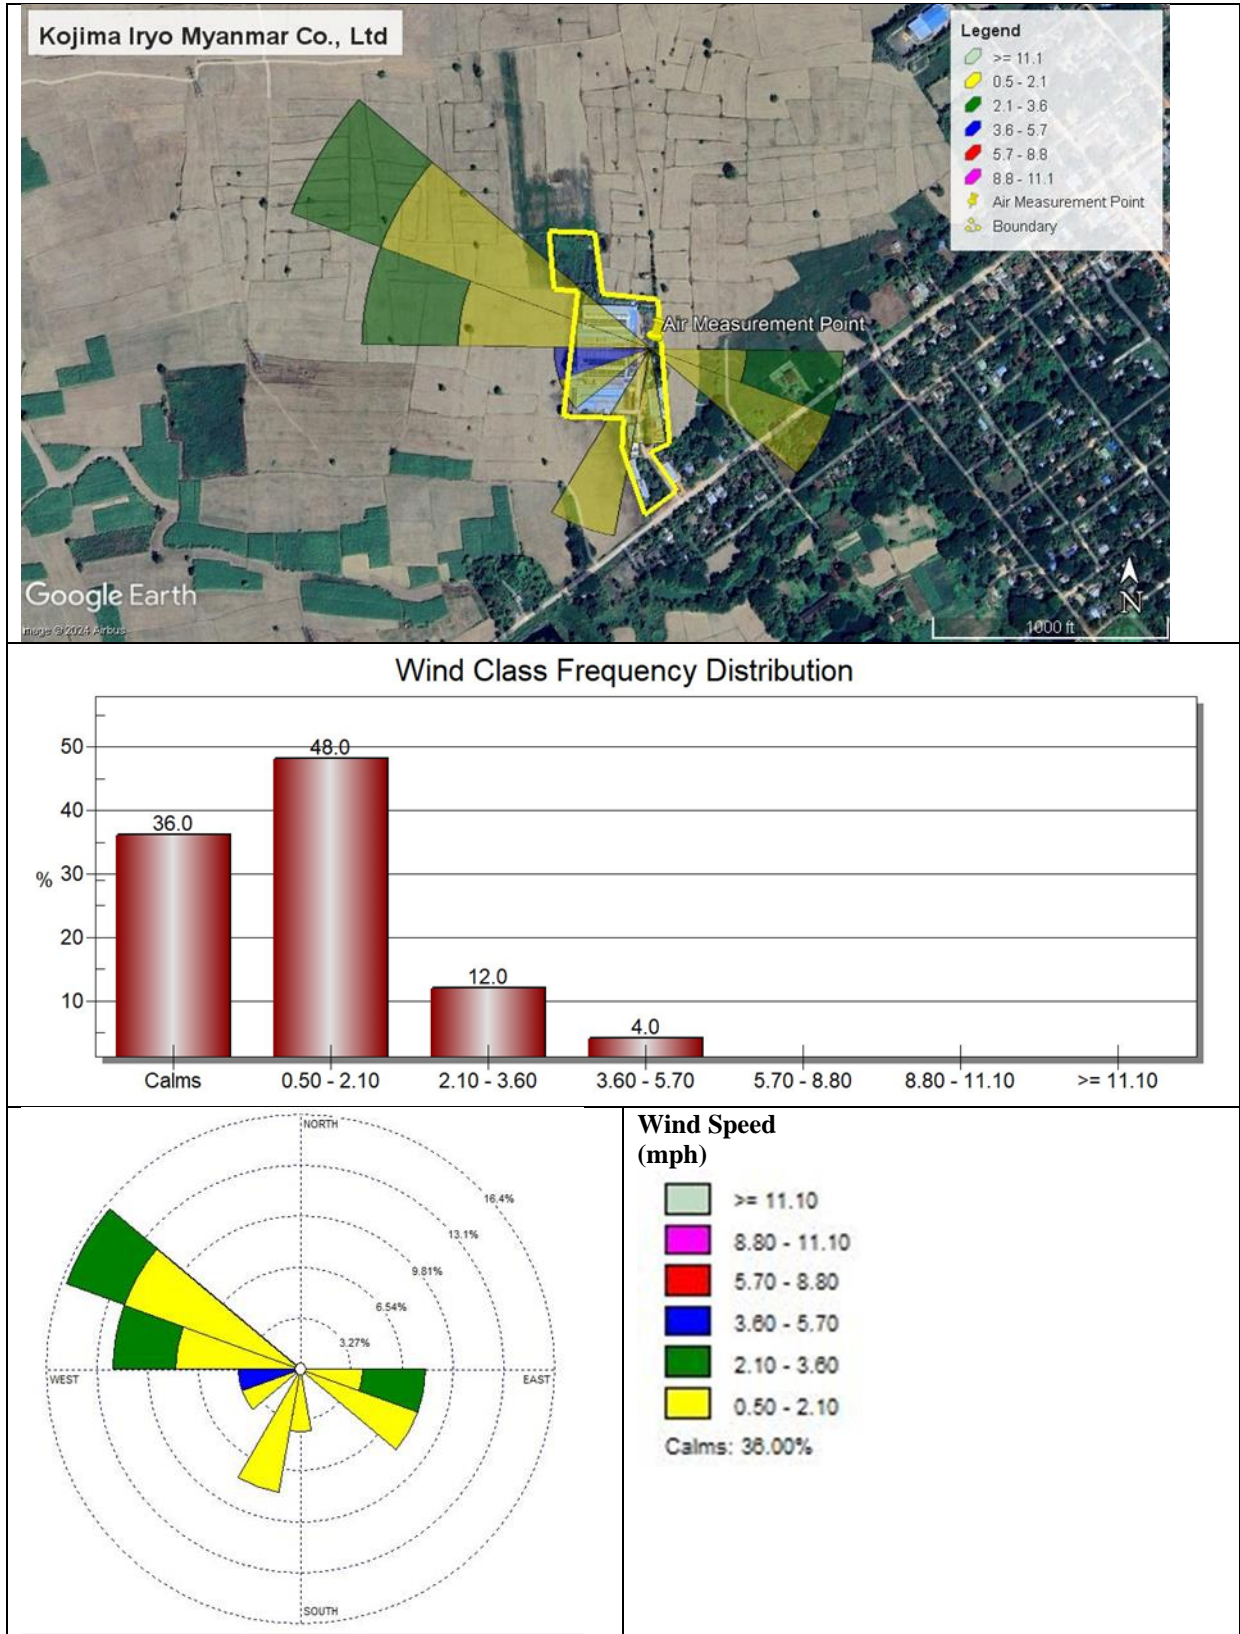 Kojima Iryo Myanmar Co., Ltd
Legend
>= 11.1
0.5 - 2.1
2.1 - 3.6
3.6 - 5.7
5.7 - 8.8
8.8 - 11.1
Air Measurement Point
Boundary
Air Measurement Point
Google Earth
Image © 2024 Airbus
N
1000 ft
Wind Class Frequency Distribution
50
40
30
20
10
%
36.0
48.0
12.0
4.0
Calms
0.50 - 2.10
2.10 - 3.60
3.60 - 5.70
5.70 - 8.80
8.80 - 11.10
>= 11.10
NORTH
16.4%
13.1%
9.81%
6.54%
3.27%
WEST
EAST
SOUTH
Wind Speed
(mph)
>= 11.10
8.80 - 11.10
5.70 - 8.80
3.60 - 5.70
2.10 - 3.60
0.50 - 2.10
Calms: 36.00%